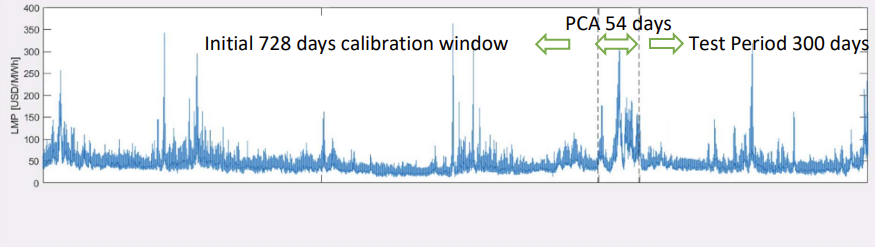 400
350
300
250
200
150
100
50
0
LMP [USD/MWh]
PCA 54 days
Initial 728 days calibration window
Test Period 300 days